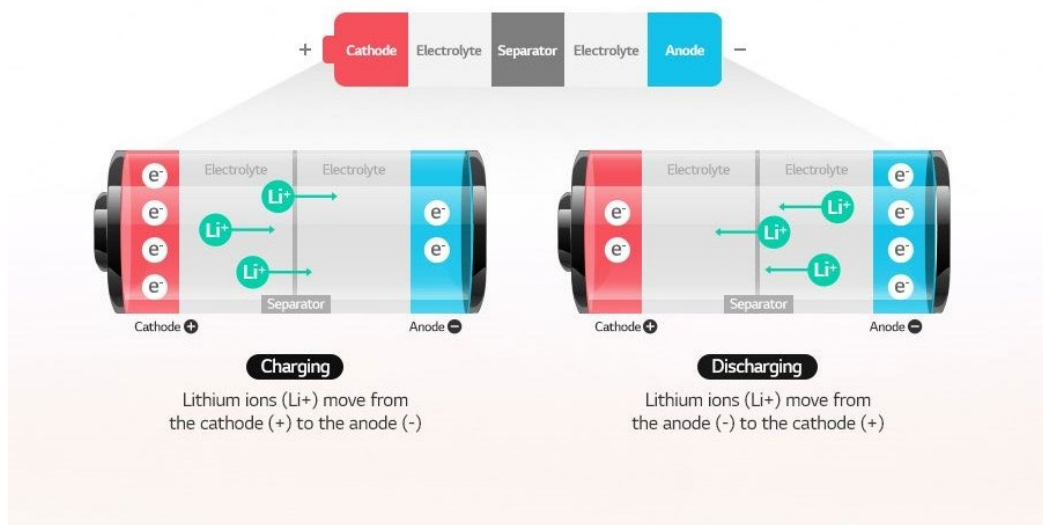 + Cathode Electrolyte Separator Electrolyte Anode −
Electrolyte Electrolyte
e- Li+
e- Li+ e-
e- Li+ e-
e-
Separator
Cathode + Anode −
Charging
Lithium ions (Li+) move from
the cathode (+) to the anode (-)
Electrolyte Electrolyte
e-
e- Li+ e-
e- Li+ e-
Li+ e-
Separator
Cathode + Anode −
Discharging
Lithium ions (Li+) move from
the anode (-) to the cathode (+)